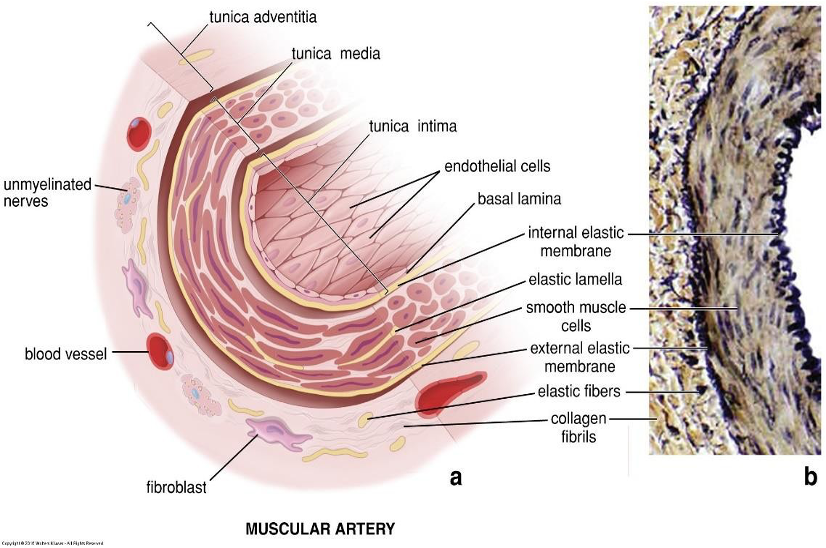 tunica adventitia
tunica media
tunica intima
endothelial cells
basal lamina
unmyelinated
nerves
internal elastic
membrane
elastic lamella
smooth muscle
cells
external elastic
membrane
blood vessel
elastic fibers
collagen
fibrils
fibroblast
a
b
MUSCULAR ARTERY